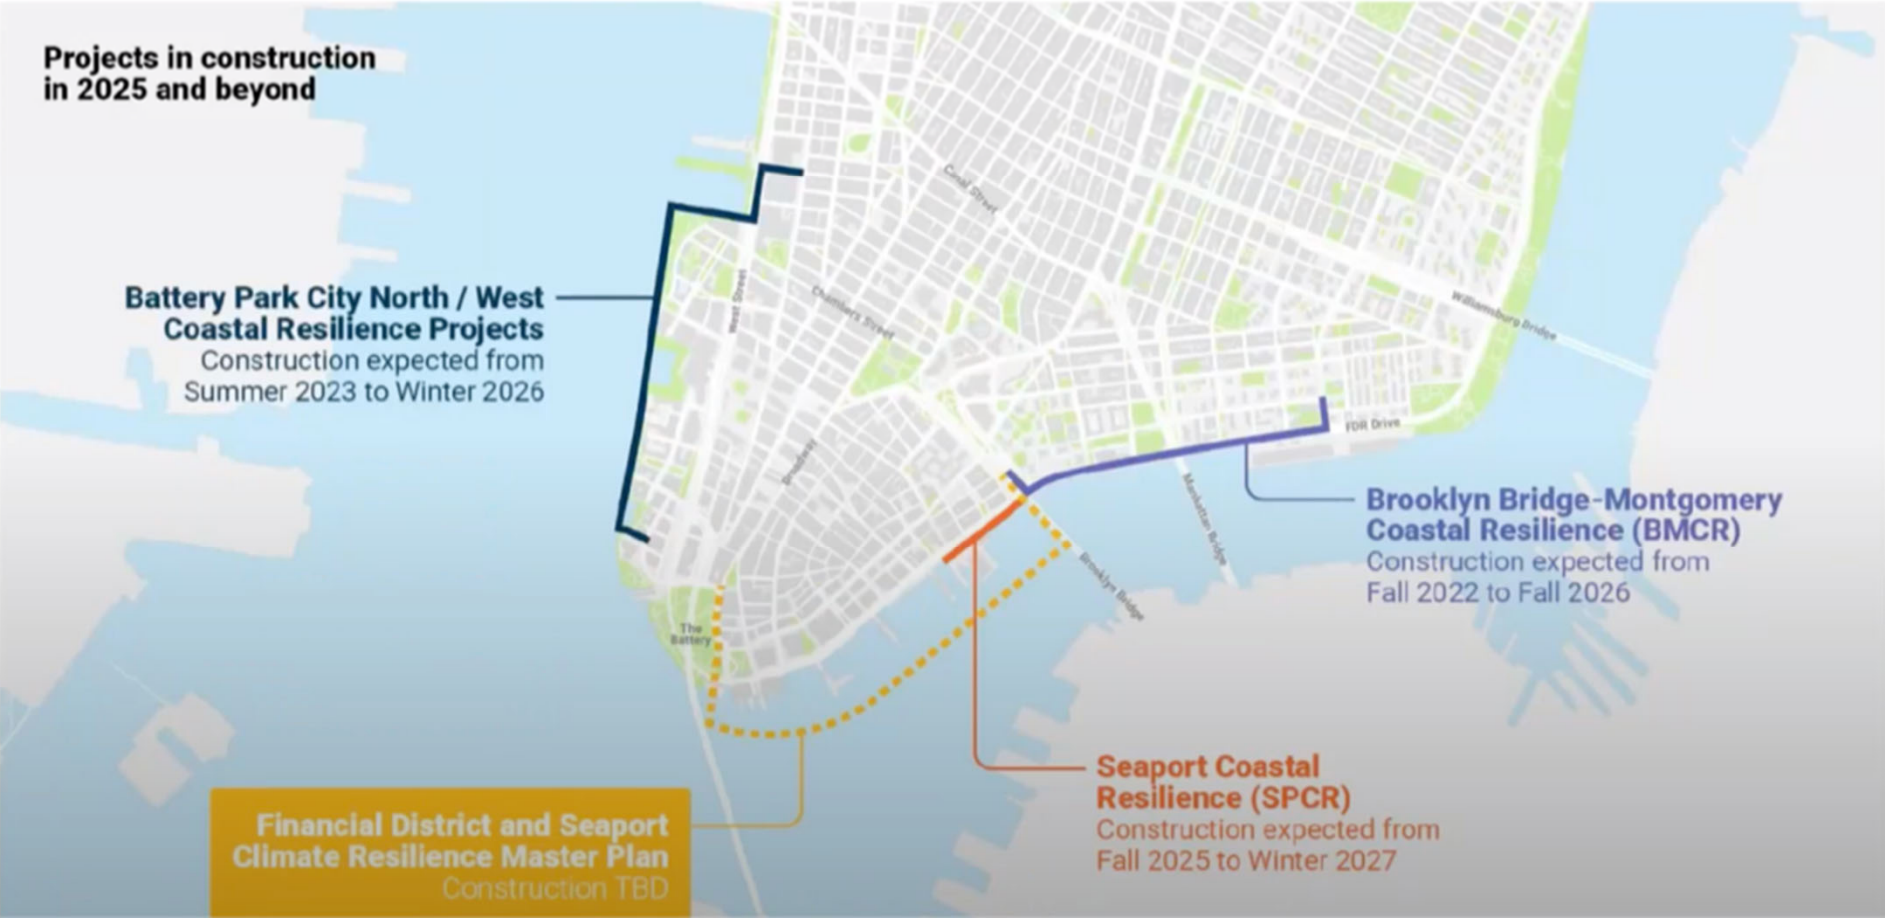 Projects in construction
in 2025 and beyond
Canal Street
Battery Park City North / West
Coastal Resilience Projects
Construction expected from
Summer 2023 to Winter 2026
West Street
Chambers Street
Williamsburg Bridge
Broadway
FDR Drive
Manhattan Bridge
Brooklyn Bridge-Montgomery
Coastal Resilience (BMCR)
Construction expected from
Fall 2022 to Fall 2026
Brooklyn Bridge
The
Battery
Seaport Coastal
Resilience (SPCR)
Construction expected from
Fall 2025 to Winter 2027
Financial District and Seaport
Climate Resilience Master Plan
Construction TBD